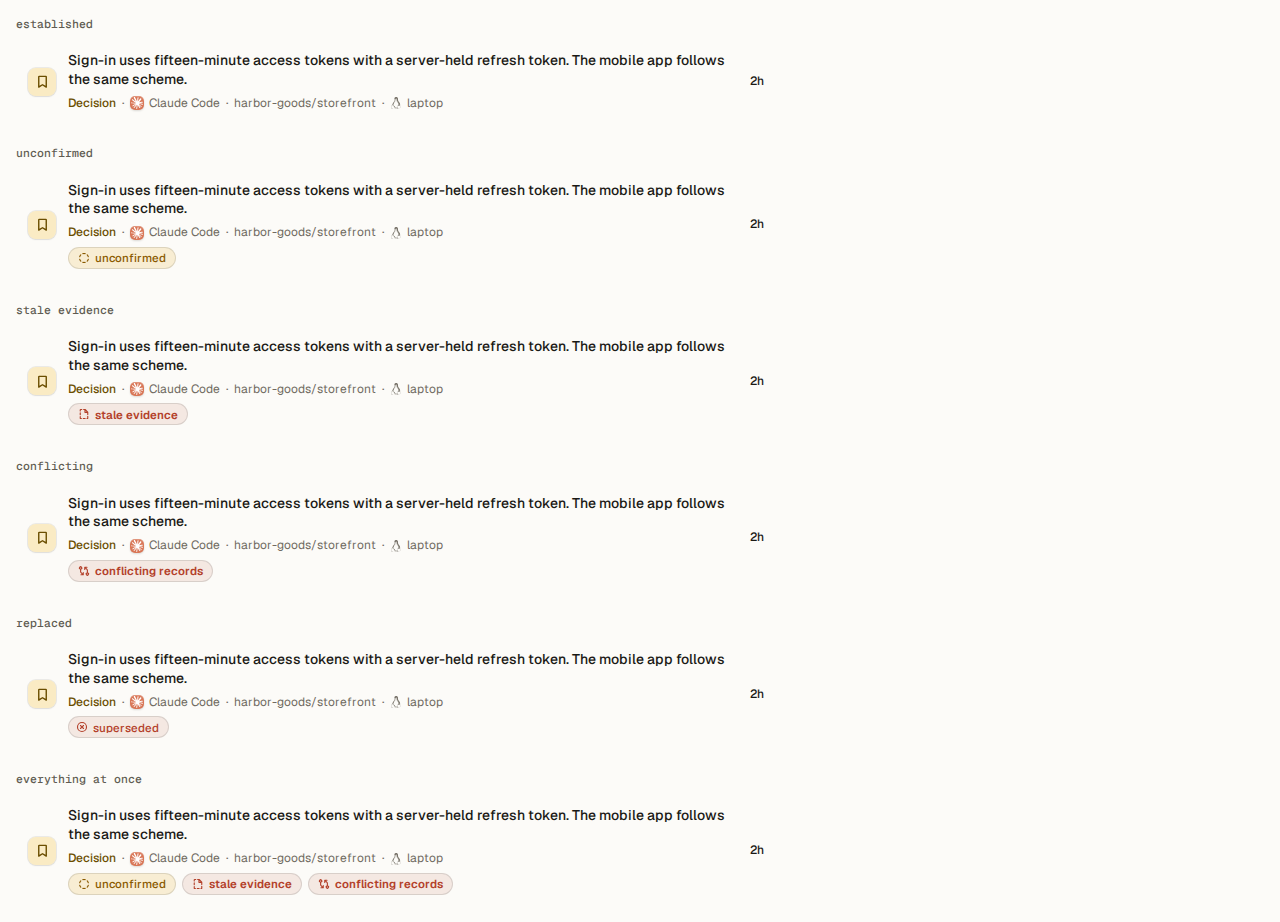 established
Sign-in uses fifteen-minute access tokens with a server-held refresh token. The mobile app follows
the same scheme.
2h
Decision · Claude Code · harbor-goods/storefront · laptop
unconfirmed
Sign-in uses fifteen-minute access tokens with a server-held refresh token. The mobile app follows
the same scheme.
2h
Decision · Claude Code · harbor-goods/storefront · laptop
unconfirmed
stale evidence
Sign-in uses fifteen-minute access tokens with a server-held refresh token. The mobile app follows
the same scheme.
2h
Decision · Claude Code · harbor-goods/storefront · laptop
stale evidence
conflicting
Sign-in uses fifteen-minute access tokens with a server-held refresh token. The mobile app follows
the same scheme.
2h
Decision · Claude Code · harbor-goods/storefront · laptop
conflicting records
replaced
Sign-in uses fifteen-minute access tokens with a server-held refresh token. The mobile app follows
the same scheme.
2h
Decision · Claude Code · harbor-goods/storefront · laptop
superseded
everything at once
Sign-in uses fifteen-minute access tokens with a server-held refresh token. The mobile app follows
the same scheme.
2h
Decision · Claude Code · harbor-goods/storefront · laptop
unconfirmed stale evidence conflicting records